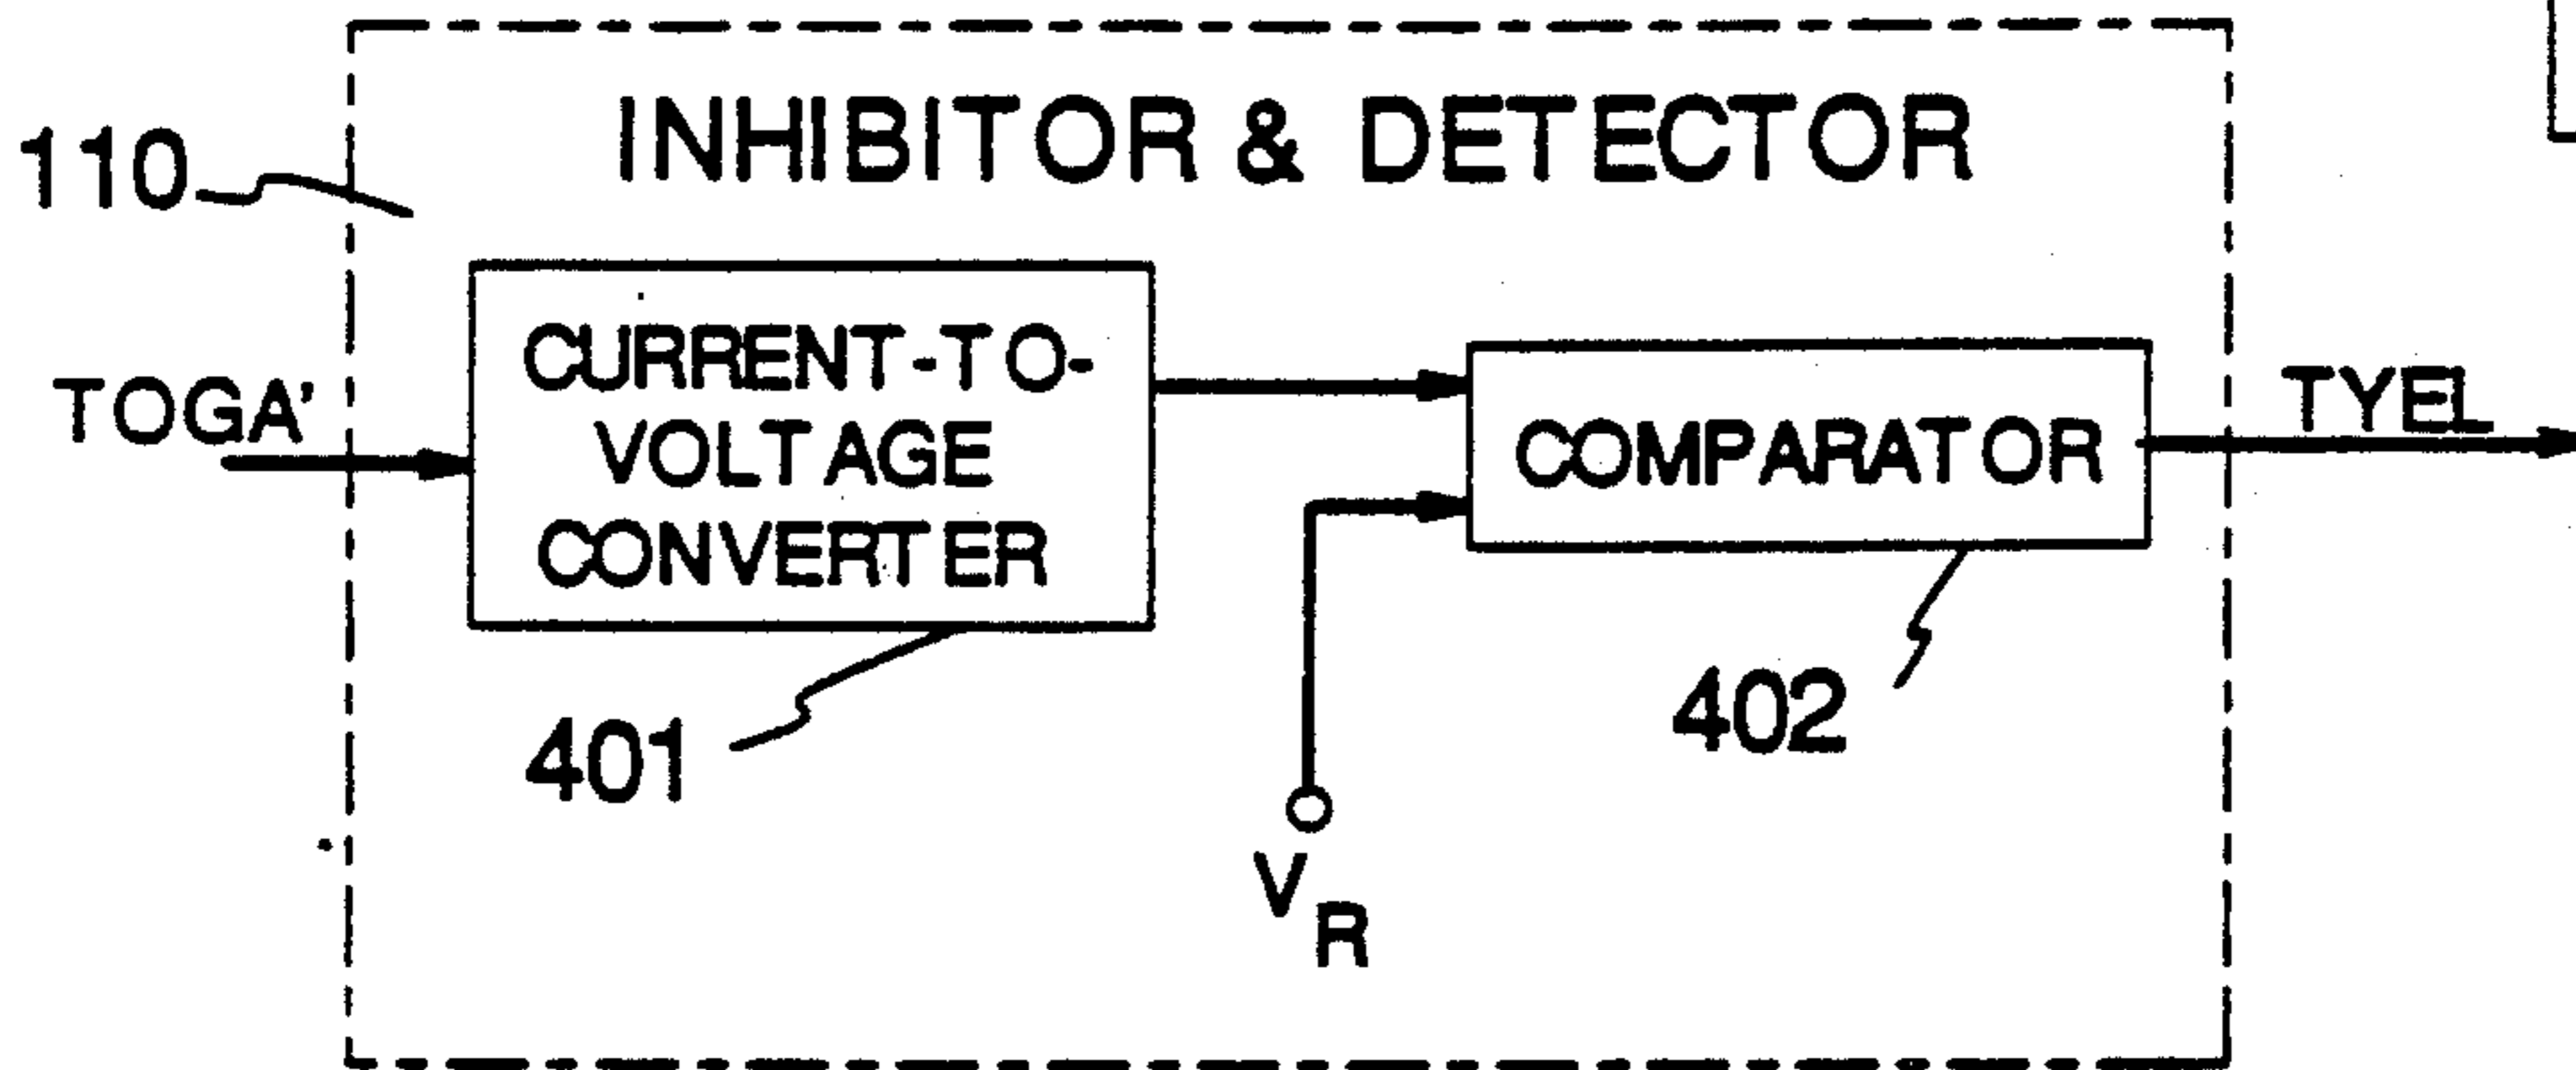 INHIBITOR & DETECTOR
110
CURRENT-TO-
VOLTAGE
CONVERTER
TOGA'
COMPARATOR
TYEL
401
402
V R